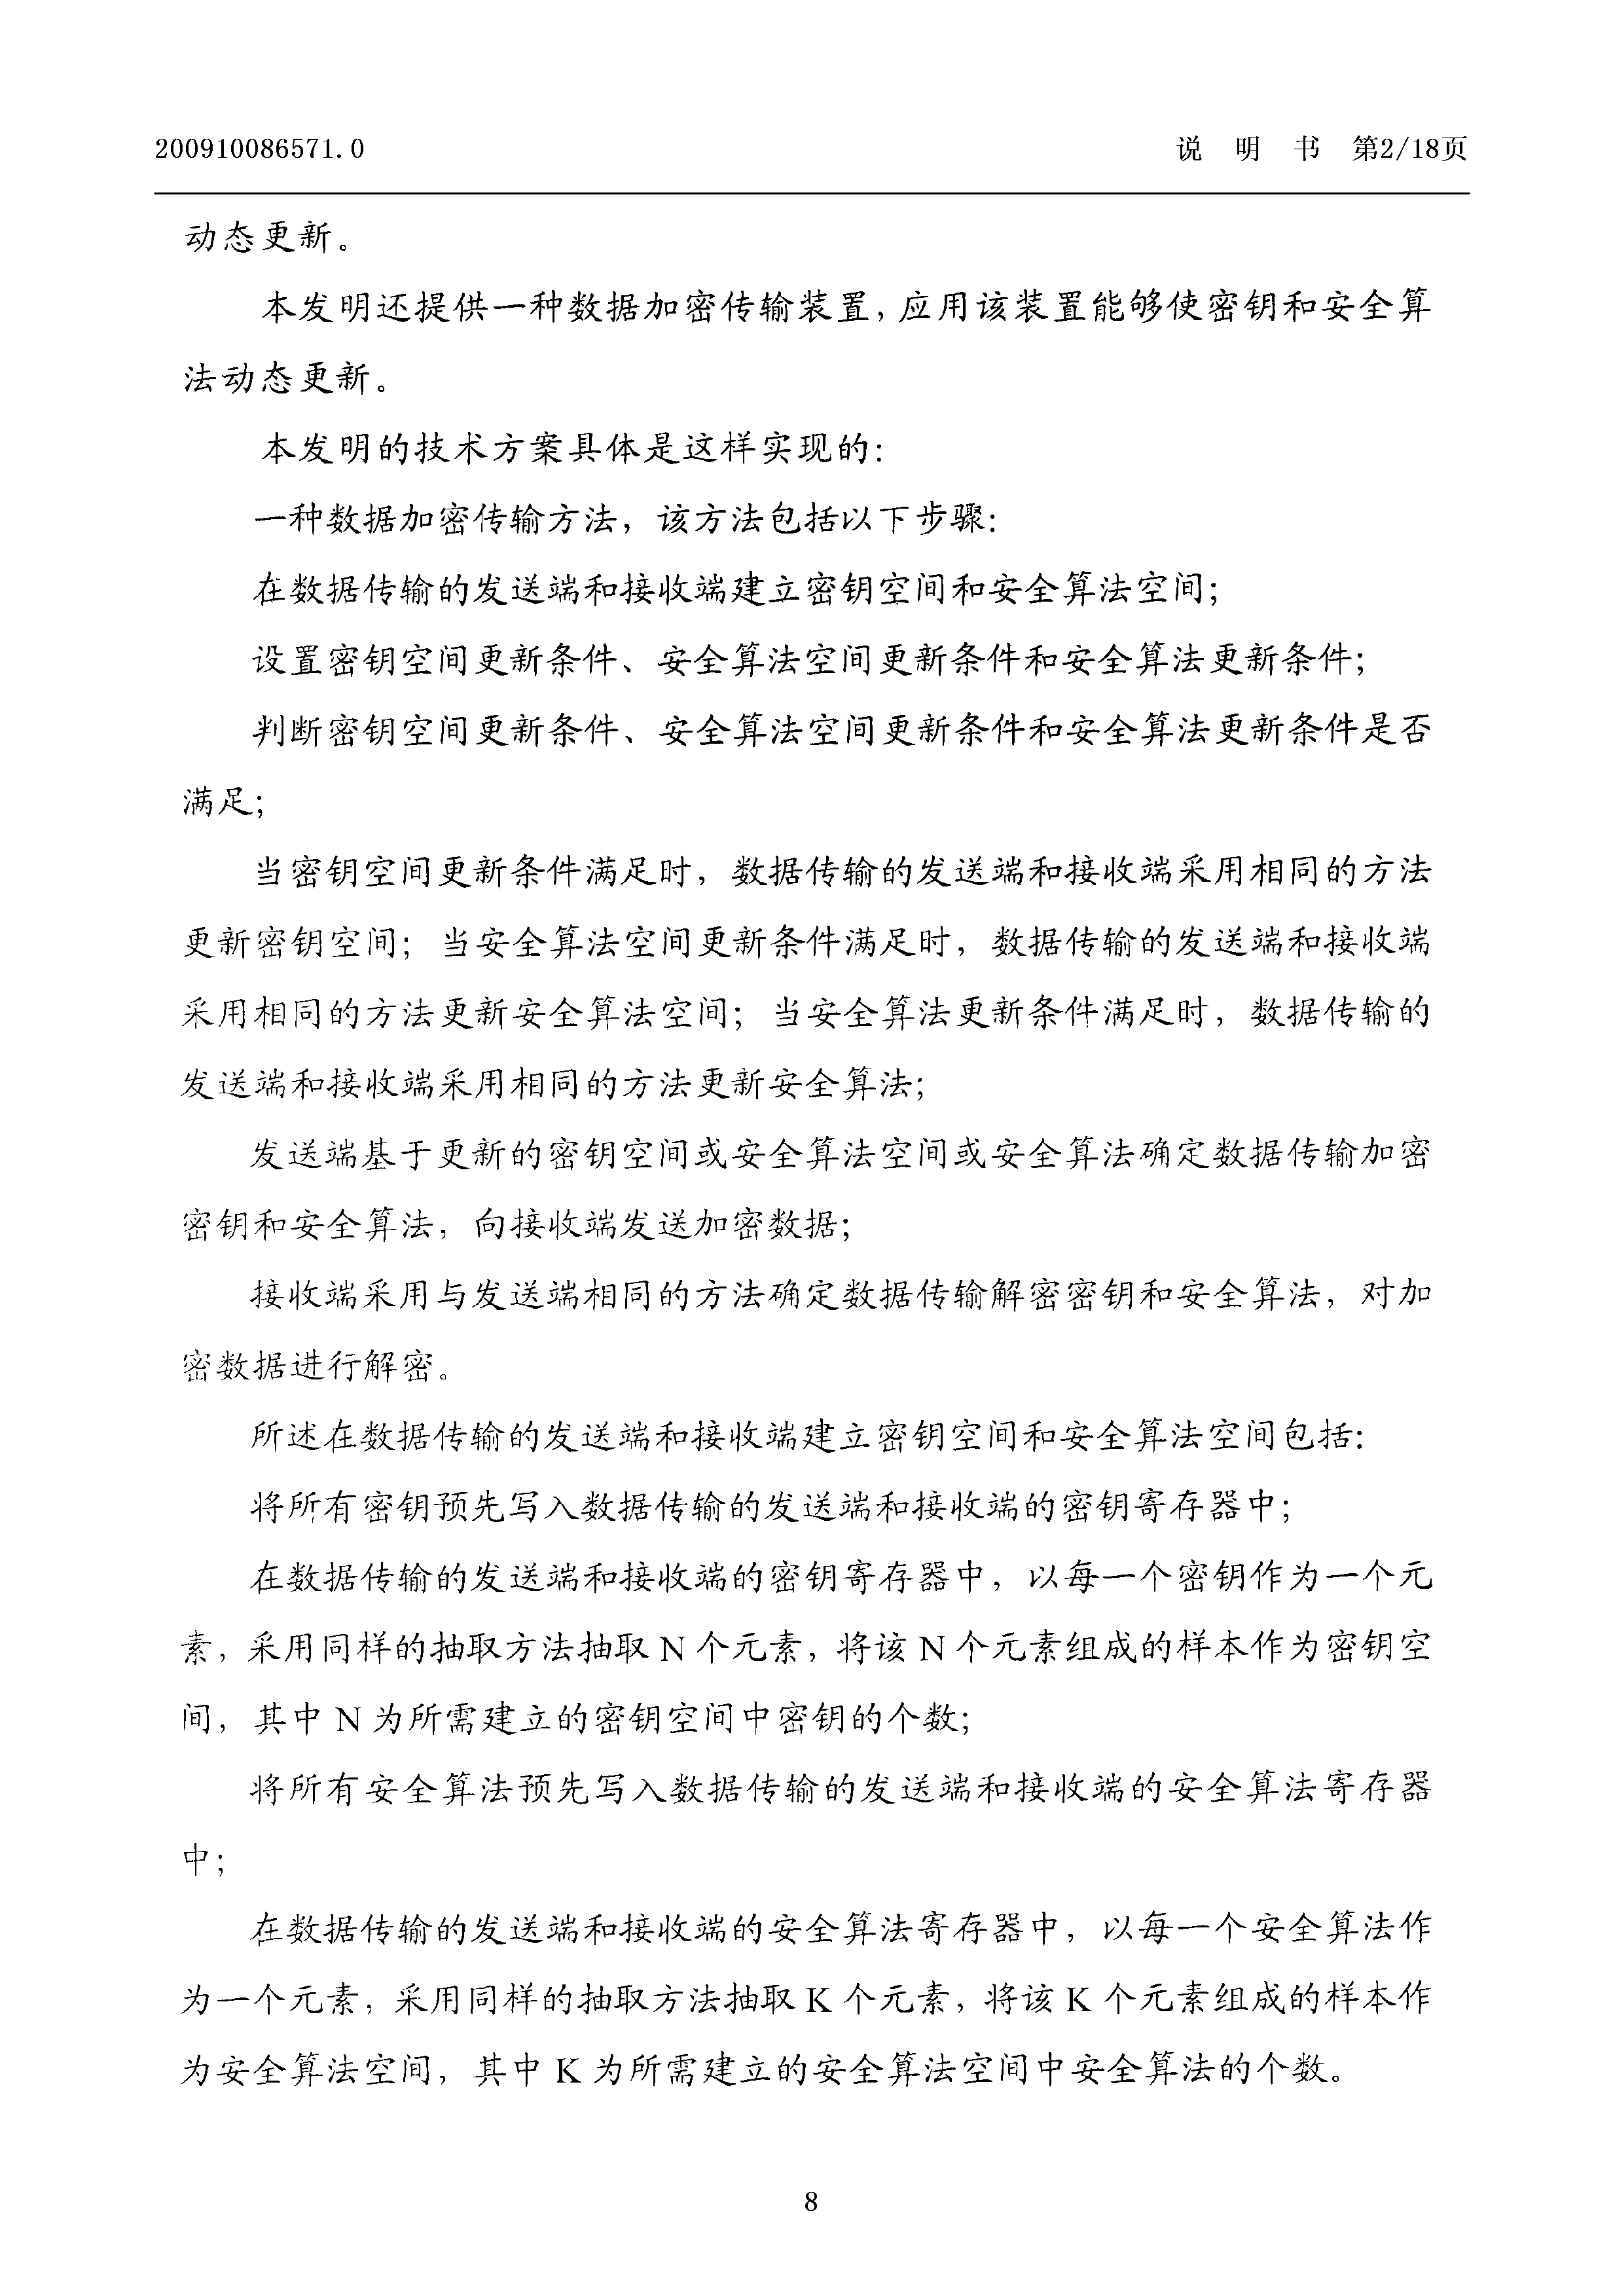 200910086571.0
说 明 书 第2/18页
动态更新。
本发明还提供一种数据加密传输装置，应用该装置能够使密钥和安全算
法动态更新。
本发明的技术方案具体是这样实现的：
一种数据加密传输方法，该方法包括以下步骤：
在数据传输的发送端和接收端建立密钥空间和安全算法空间；
设置密钥空间更新条件、安全算法空间更新条件和安全算法更新条件；
判断密钥空间更新条件、安全算法空间更新条件和安全算法更新条件是否
满足；
当密钥空间更新条件满足时，数据传输的发送端和接收端采用相同的方法
更新密钥空间；当安全算法空间更新条件满足时，数据传输的发送端和接收端
采用相同的方法更新安全算法空间；当安全算法更新条件满足时，数据传输的
发送端和接收端采用相同的方法更新安全算法；
发送端基于更新的密钥空间或安全算法空间或安全算法确定数据传输加密
密钥和安全算法，向接收端发送加密数据；
接收端采用与发送端相同的方法确定数据传输解密密钥和安全算法，对加
密数据进行解密。
所述在数据传输的发送端和接收端建立密钥空间和安全算法空间包括：
将所有密钥预先写入数据传输的发送端和接收端的密钥寄存器中；
在数据传输的发送端和接收端的密钥寄存器中，以每一个密钥作为一个元
素，采用同样的抽取方法抽取 N 个元素，将该 N 个元素组成的样本作为密钥空
间，其中 N 为所需建立的密钥空间中密钥的个数；
将所有安全算法预先写入数据传输的发送端和接收端的安全算法寄存器
中；
在数据传输的发送端和接收端的安全算法寄存器中，以每一个安全算法作
为一个元素，采用同样的抽取方法抽取 K 个元素，将该 K 个元素组成的样本作
为安全算法空间，其中 K 为所需建立的安全算法空间中安全算法的个数。
8